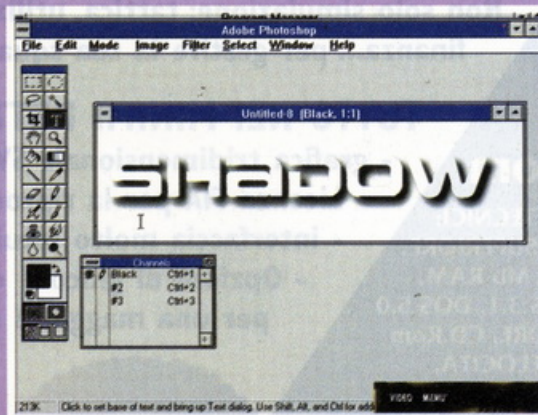 Program Manager
Adobe Photoshop
File Edit Mode Image Filter Select Window Help
Untitled-8 (Black, 1:1)
SHADOW
Channels
Black Ctrl+1
#2 Ctrl+2
#3 Ctrl+3
213K Click to set base of text and bring up Text dialog. Use Shift, Alt, and Ctrl for add
VIDEO MENU'